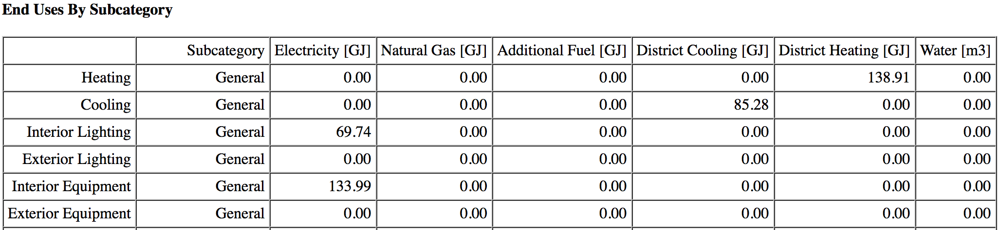 End Uses By Subcategory
Subcategory Electricity [GJ] Natural Gas [GJ] Additional Fuel [GJ] District Cooling [GJ] District Heating [GJ] Water [m3]
Heating General 0.00 0.00 0.00 0.00 138.91 0.00
Cooling General 0.00 0.00 0.00 85.28 0.00 0.00
Interior Lighting General 69.74 0.00 0.00 0.00 0.00 0.00
Exterior Lighting General 0.00 0.00 0.00 0.00 0.00 0.00
Interior Equipment General 133.99 0.00 0.00 0.00 0.00 0.00
Exterior Equipment General 0.00 0.00 0.00 0.00 0.00 0.00